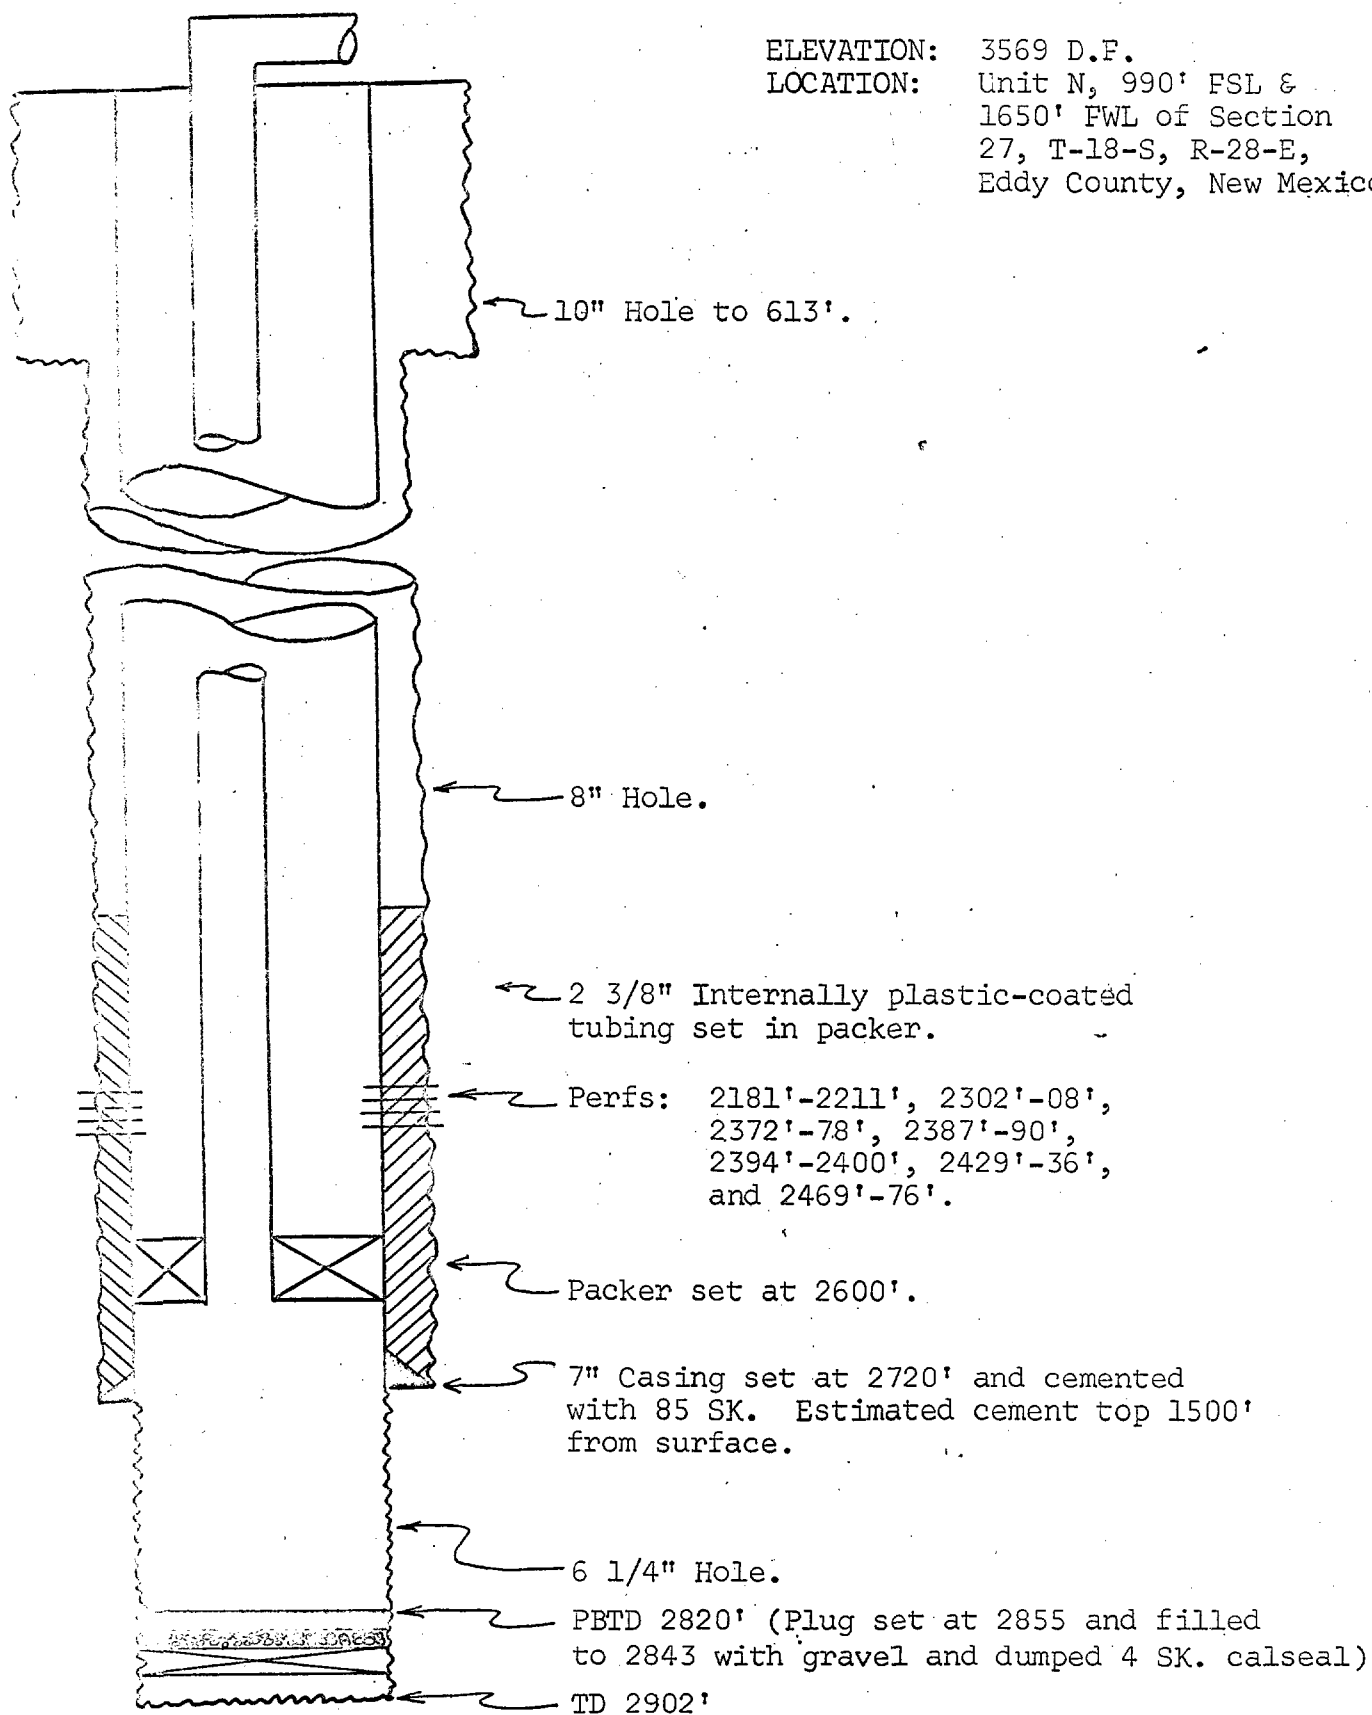 ELEVATION: 3569 D.F.
LOCATION: Unit N, 990' FSL &
1650' FWL of Section
27, T-18-S, R-28-E,
Eddy County, New Mexico
10" Hole to 613'.
8" Hole.
2 3/8" Internally plastic-coated
tubing set in packer.
Perfs: 2181'-2211', 2302'-08',
2372'-78', 2387'-90',
2394'-2400', 2429'-36',
and 2469'-76'.
Packer set at 2600'.
7" Casing set at 2720' and cemented
with 85 SK. Estimated cement top 1500'
from surface.
6 1/4" Hole.
PBTD 2820' (Plug set at 2855 and filled
to 2843 with gravel and dumped 4 SK. calseal)
TD 2902'